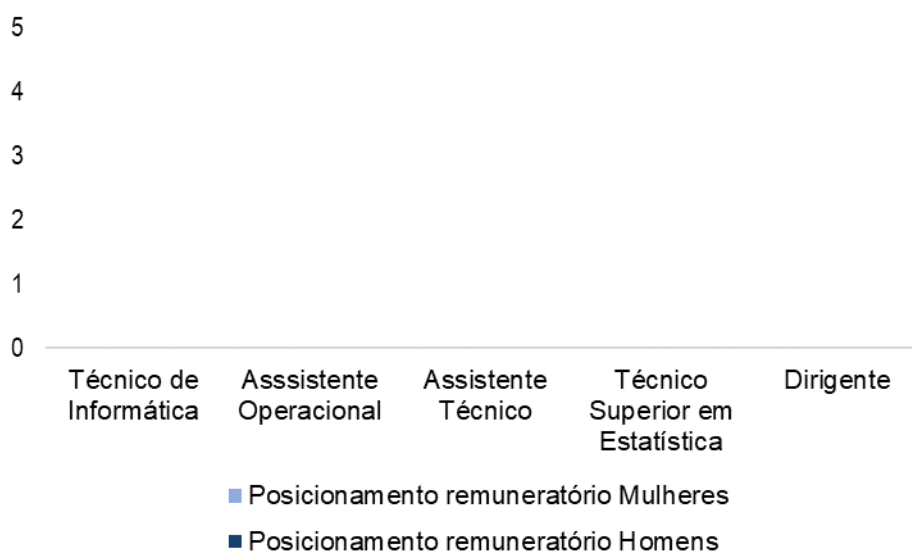 5
4
3
2
1
0
Técnico de Informática
Asssistente Operacional
Assistente Técnico
Técnico Superior em Estatística
Dirigente
Posicionamento remuneratório Mulheres
Posicionamento remuneratório Homens